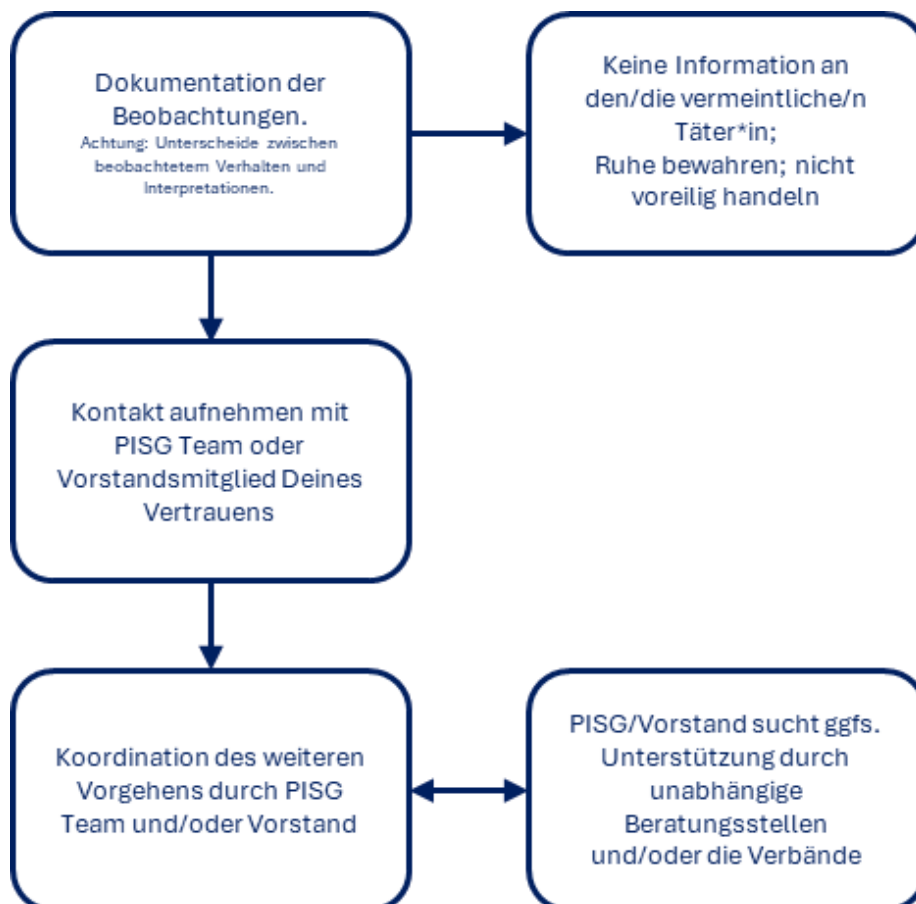 Dokumentation der
Beobachtungen.
Achtung: Unterscheide zwischen
beobachtetem Verhalten und
Interpretationen.
Keine Information an
den/die vermeintliche/n
Täter*in;
Ruhe bewahren; nicht
voreilig handeln
Kontakt aufnehmen mit
PISG Team oder
Vorstandsmitglied Deines
Vertrauens
Koordination des weiteren
Vorgehens durch PISG
Team und/oder Vorstand
PISG/Vorstand sucht ggfs.
Unterstützung durch
unabhängige
Beratungsstellen
und/oder die Verbände